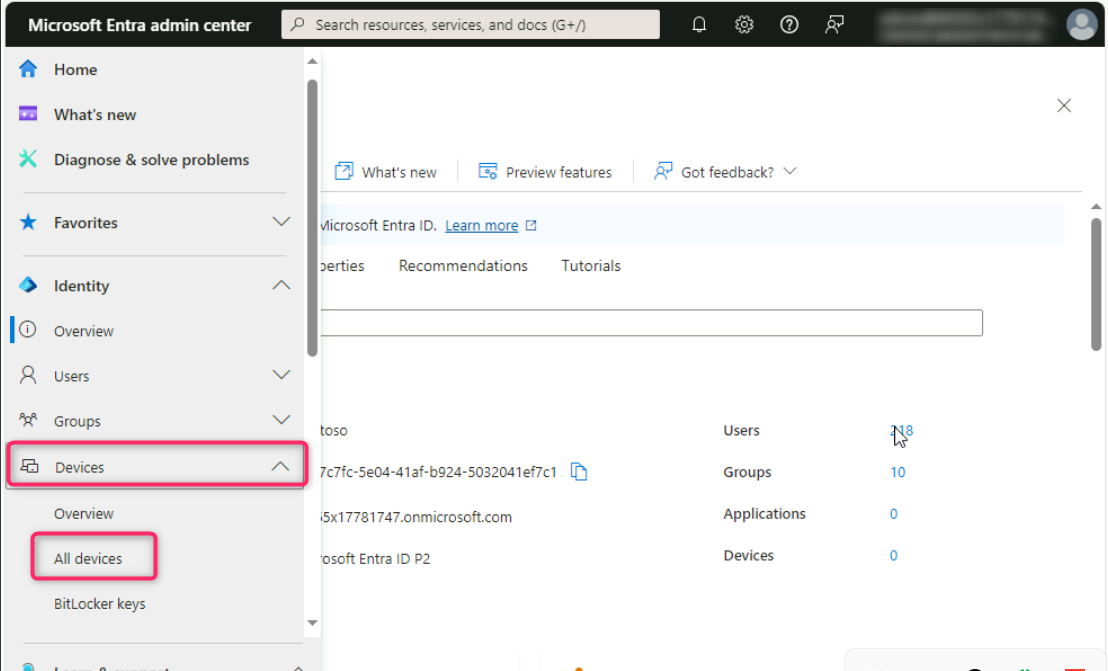 Microsoft Entra admin center
Search resources, services, and docs (G+/)
Home
What's new
Diagnose & solve problems
Favorites
Identity
Overview
Users
Groups
Devices
Overview
All devices
BitLocker keys
What's new
Preview features
Got feedback?
Microsoft Entra ID. Learn more
perties
Recommendations
Tutorials
toso
7c7fc-5e04-41af-b924-5032041ef7c1
5x17781747.onmicrosoft.com
rosoft Entra ID P2
Users 218
Groups 10
Applications 0
Devices 0